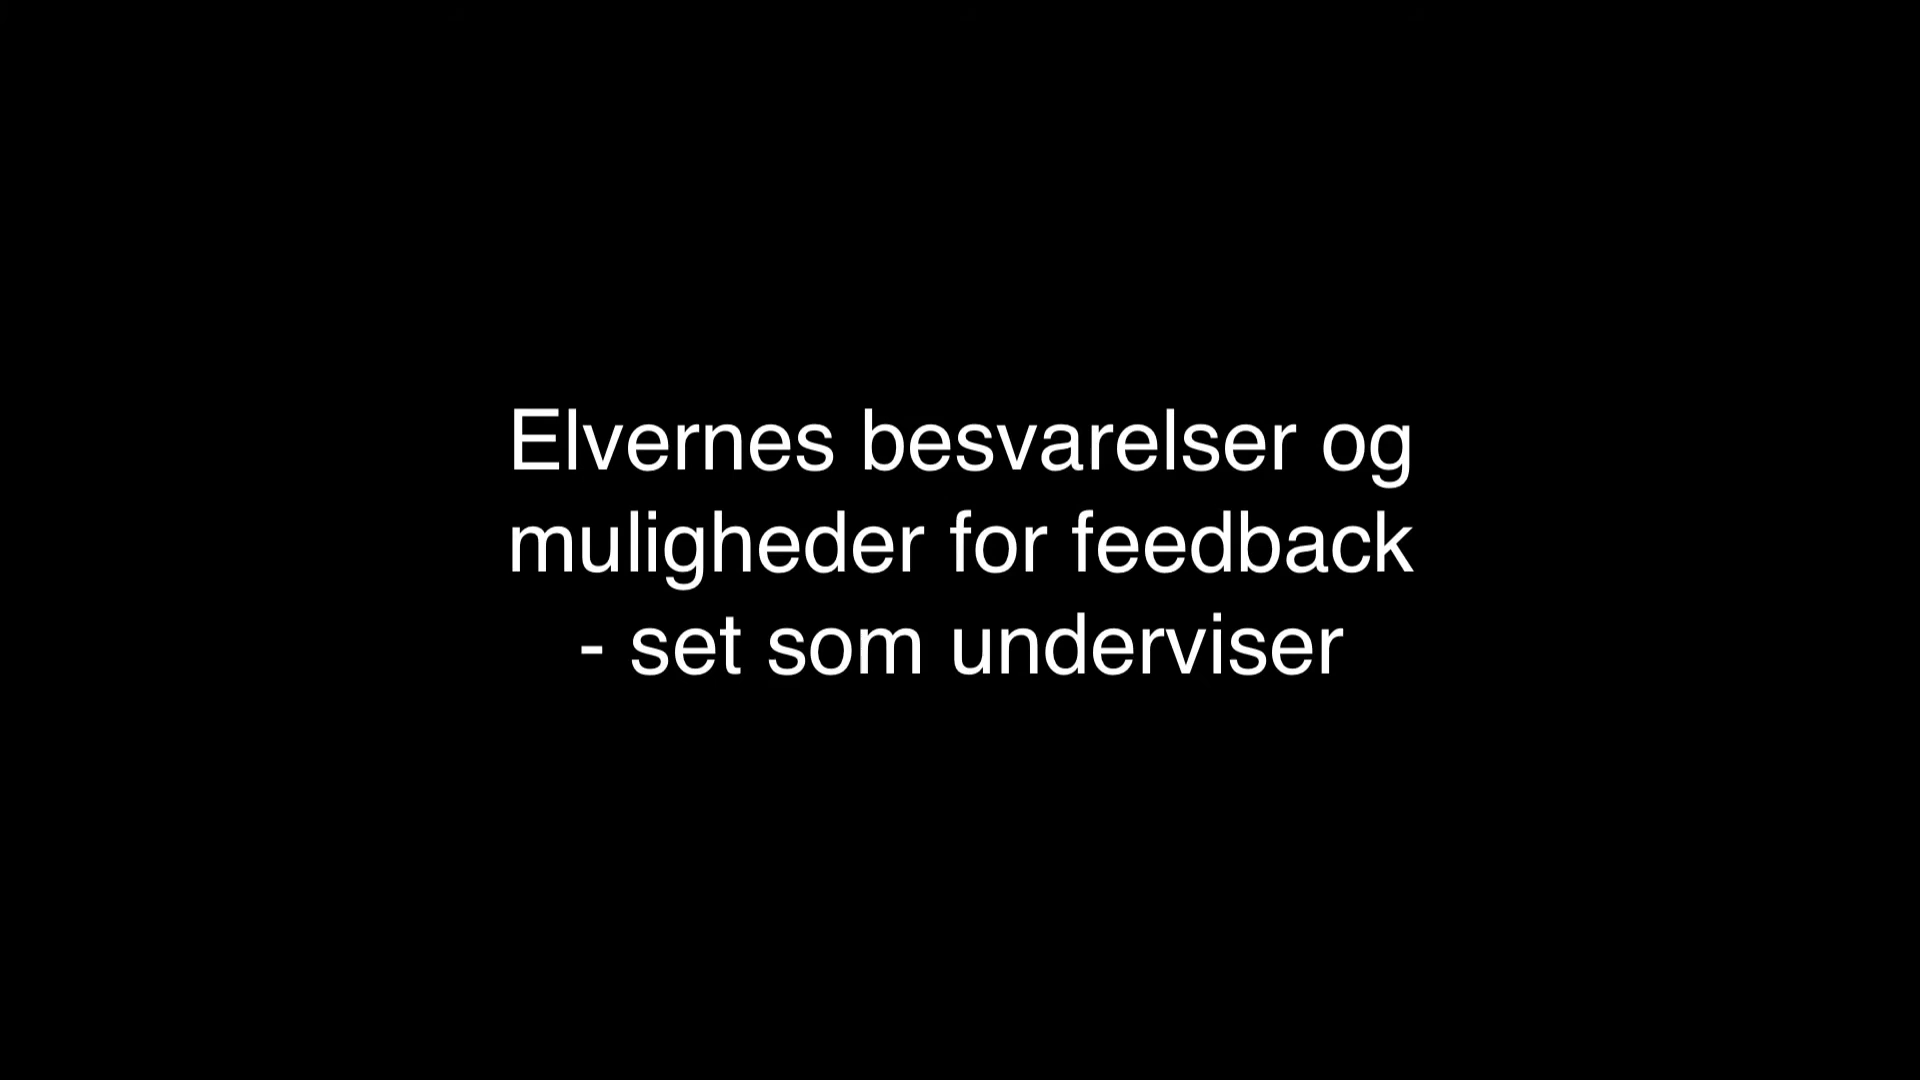 Elvernes besvarelser og
muligheder for feedback
- set som underviser